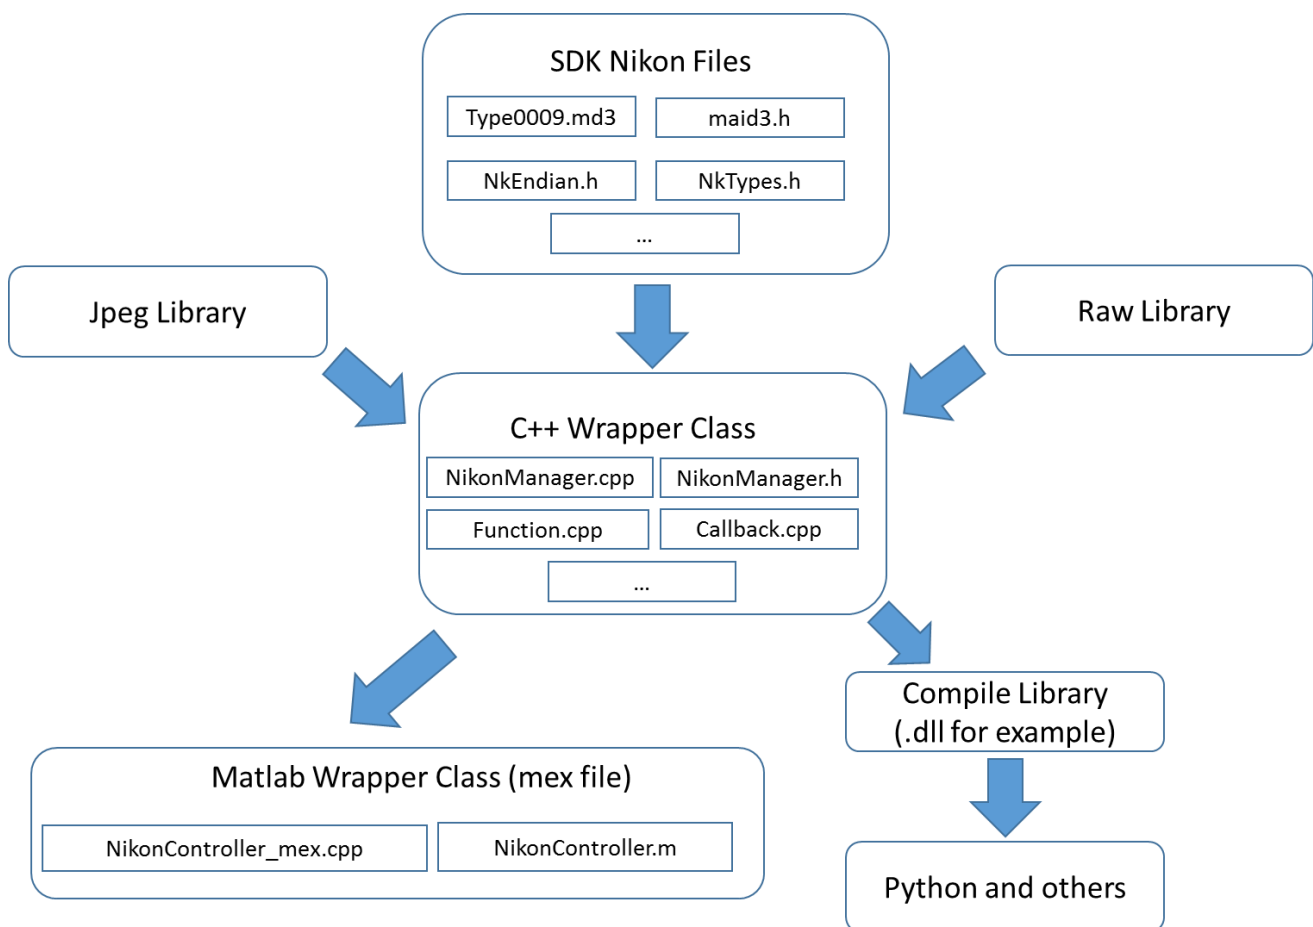 SDK Nikon Files
Type0009.md3
maid3.h
NkEndian.h
NkTypes.h
...
Jpeg Library
Raw Library
C++ Wrapper Class
NikonManager.cpp
NikonManager.h
Function.cpp
Callback.cpp
...
Compile Library
(.dll for example)
Matlab Wrapper Class (mex file)
NikonController_mex.cpp
NikonController.m
Python and others